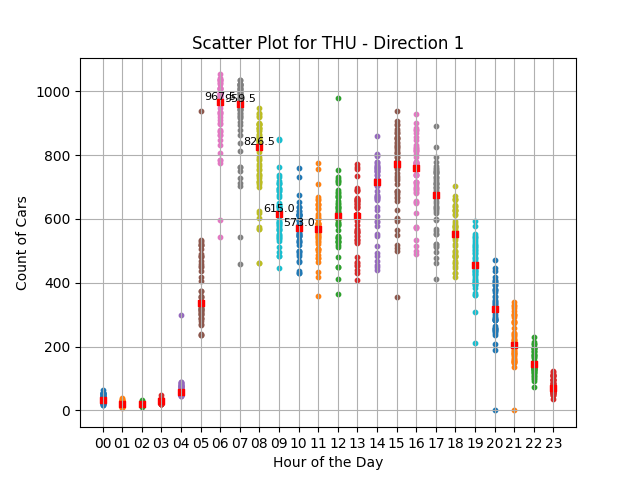 Scatter Plot for THU - Direction 1
Count of Cars
1000
800
600
400
200
0
967.5
959.5
826.5
615.0
573.0
00 01 02 03 04 05 06 07 08 09 10 11 12 13 14 15 16 17 18 19 20 21 22 23
Hour of the Day